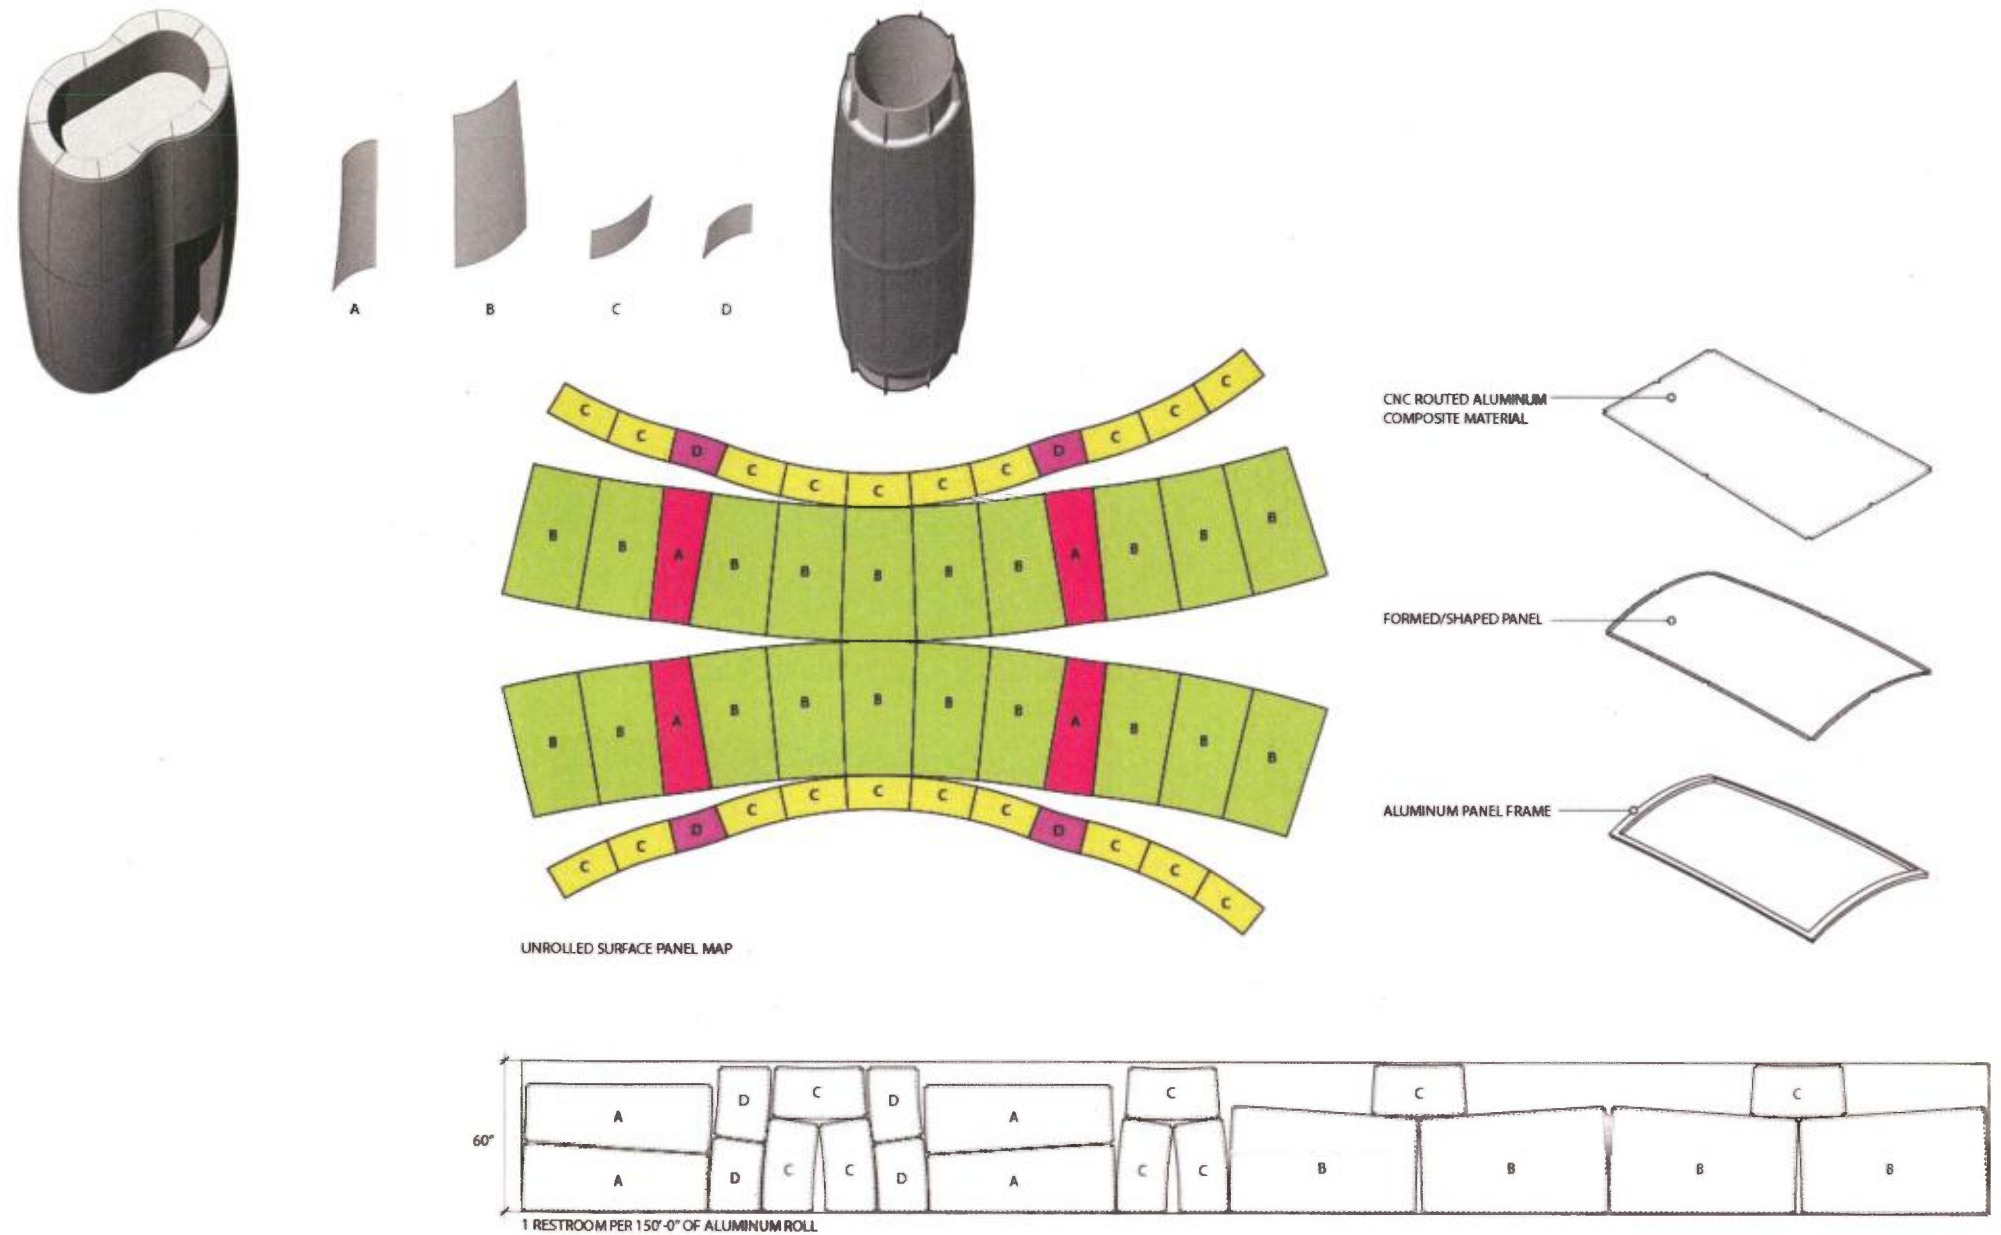 A B C D
C C D C C C C C D C C C
B B A B B B B B A B B B
B B A B B B B B A B B B
C C D C C C C C D C C C
UNROLLED SURFACE PANEL MAP
CNC ROUTED ALUMINUM
COMPOSITE MATERIAL
FORMED/SHAPED PANEL
ALUMINUM PANEL FRAME
60"
A D C D A C C C
A D C C D A C C B B B B
1 RESTROOM PER 150'-0" OF ALUMINUM ROLL